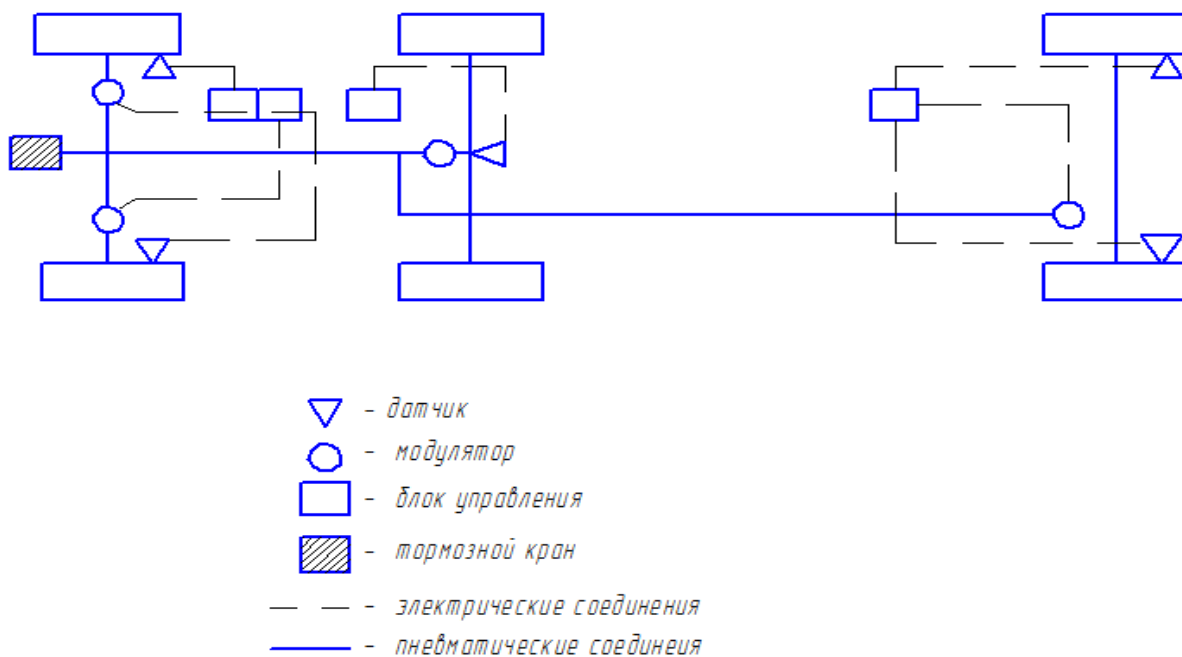 - датчик
- модулятор
- блок управления
- тормозной кран
- электрические соединения
- пневматические соединеия